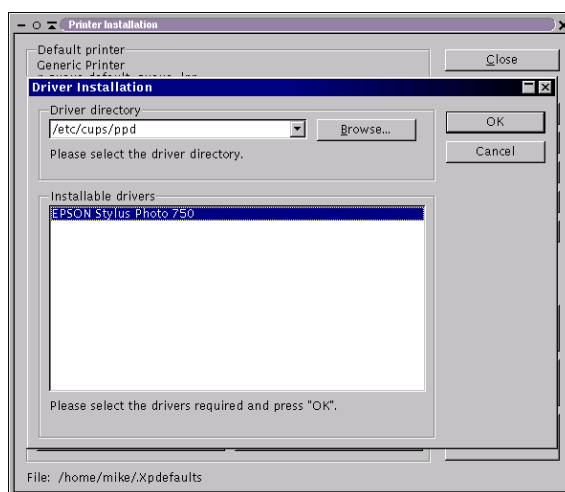 Printer Installation
Default printer
Generic Printer
Close
Driver Installation
Driver directory
/etc/cups/ppd
Browse...
OK
Please select the driver directory.
Cancel
Installable drivers
EPSON Stylus Photo 750
Please select the drivers required and press "OK".
File: /home/mike/.Xpdefaults